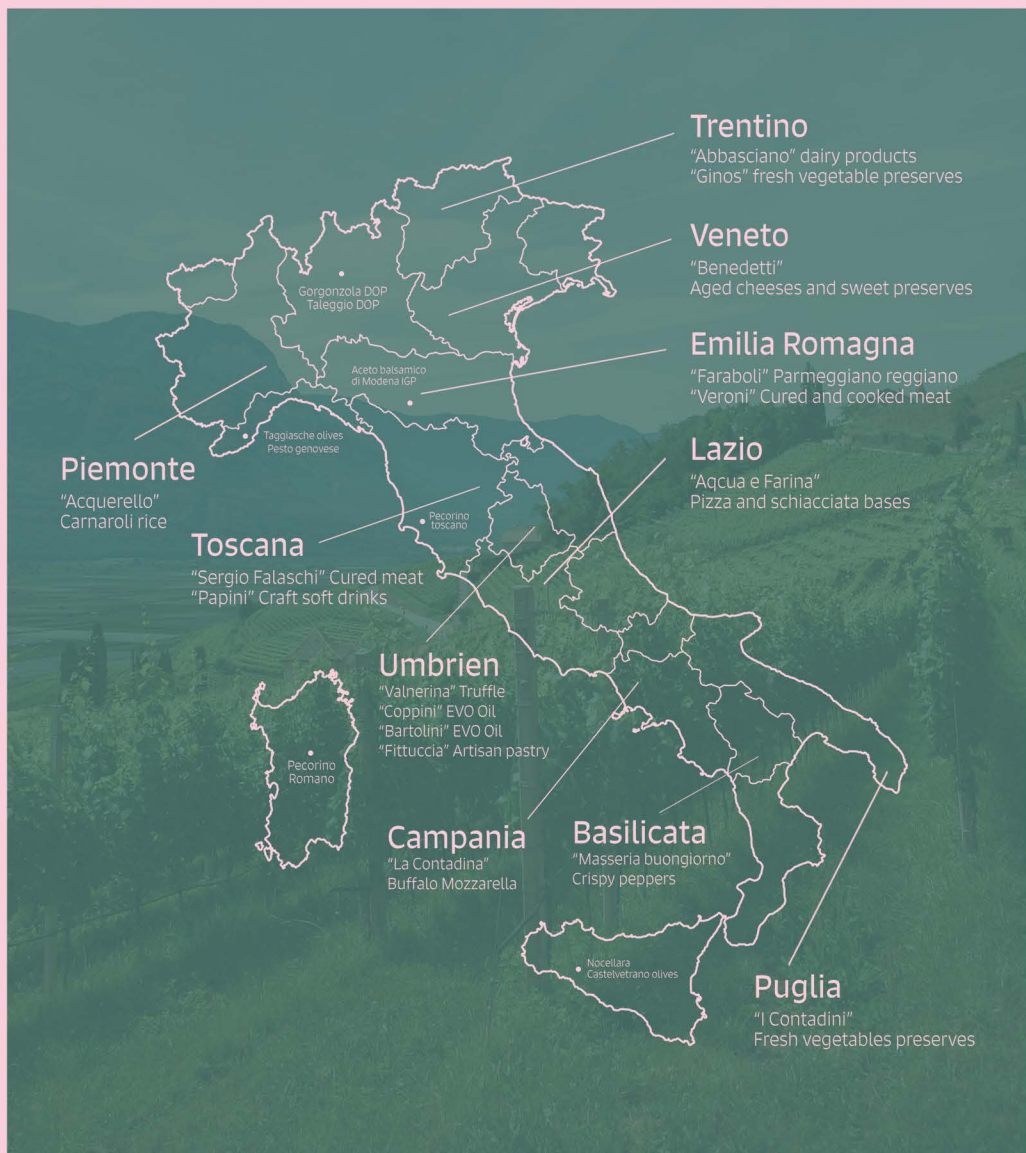 Trentino
“Abbasciano” dairy products
“Ginos” fresh vegetable preserves
Veneto
“Benedetti”
Aged cheeses and sweet preserves
Gorgonzola DOP
Taleggio DOP
Emilia Romagna
“Faraboli” Parmeggiano reggiano
“Veroni” Cured and cooked meat
Aceto balsamico
di Modena IGP
Taggiasche olives
Pesto genovese
Lazio
“Aqcua e Farina”
Pizza and schiacciata bases
Piemonte
“Acquerello”
Carnaroli rice
Pecorino
toscano
Toscana
“Sergio Falaschi” Cured meat
“Papini” Craft soft drinks
Umbrien
“Valnerina” Truffle
“Coppini” EVO Oil
“Bartolini” EVO Oil
“Fittuccia” Artisan pastry
Pecorino
Romano
Campania
“La Contadina”
Buffalo Mozzarella
Basilicata
“Masseria buongiorno”
Crispy peppers
Nocellara
Castelvetrano olives
Puglia
“I Contadini”
Fresh vegetables preserves